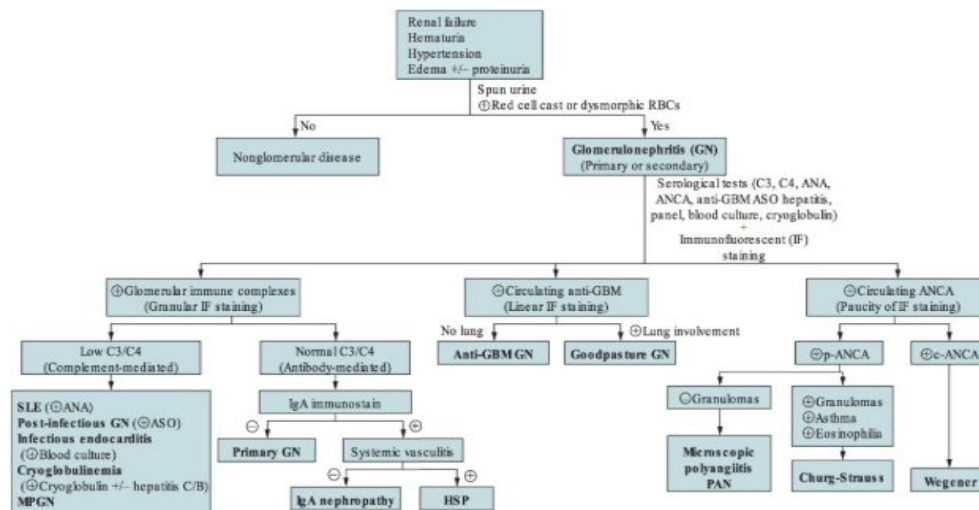 Renal failure
Hematuria
Hypertension
Edema +/− proteinuria
Spun urine
⊕Red cell cast or dysmorphic RBCs
No
Yes
Nonglomerular disease
Glomerulonephritis (GN)
(Primary or secondary)
Serological tests (C3, C4, ANA,
ANCA, anti-GBM ASO hepatitis,
panel, blood culture, cryoglobulin)
+
Immunofluorescent (IF)
staining
⊕Glomerular immune complexes
(Granular IF staining)
⊕Circulating anti-GBM
(Linear IF staining)
⊕Circulating ANCA
(Paucity of IF staining)
No lung
⊕Lung involvement
Low C3/C4
(Complement-mediated)
Normal C3/C4
(Antibody-mediated)
Anti-GBM GN
Goodpasture GN
⊖p-ANCA
⊕c-ANCA
SLE (⊕ANA)
Post-infectious GN (⊖ASO)
Infectious endocarditis
(⊕Blood culture)
Cryoglobulinemia
(⊕Cryoglobulin +/− hepatitis C/B)
MPGN
IgA immunostain
⊖
⊕
Primary GN
Systemic vasculitis
⊖
⊕
IgA nephropathy
HSP
⊖Granulomas
⊕Granulomas
⊕Asthma
⊕Eosinophilia
Microscopic
polyangiitis
PAN
Churg-Strauss
Wegener